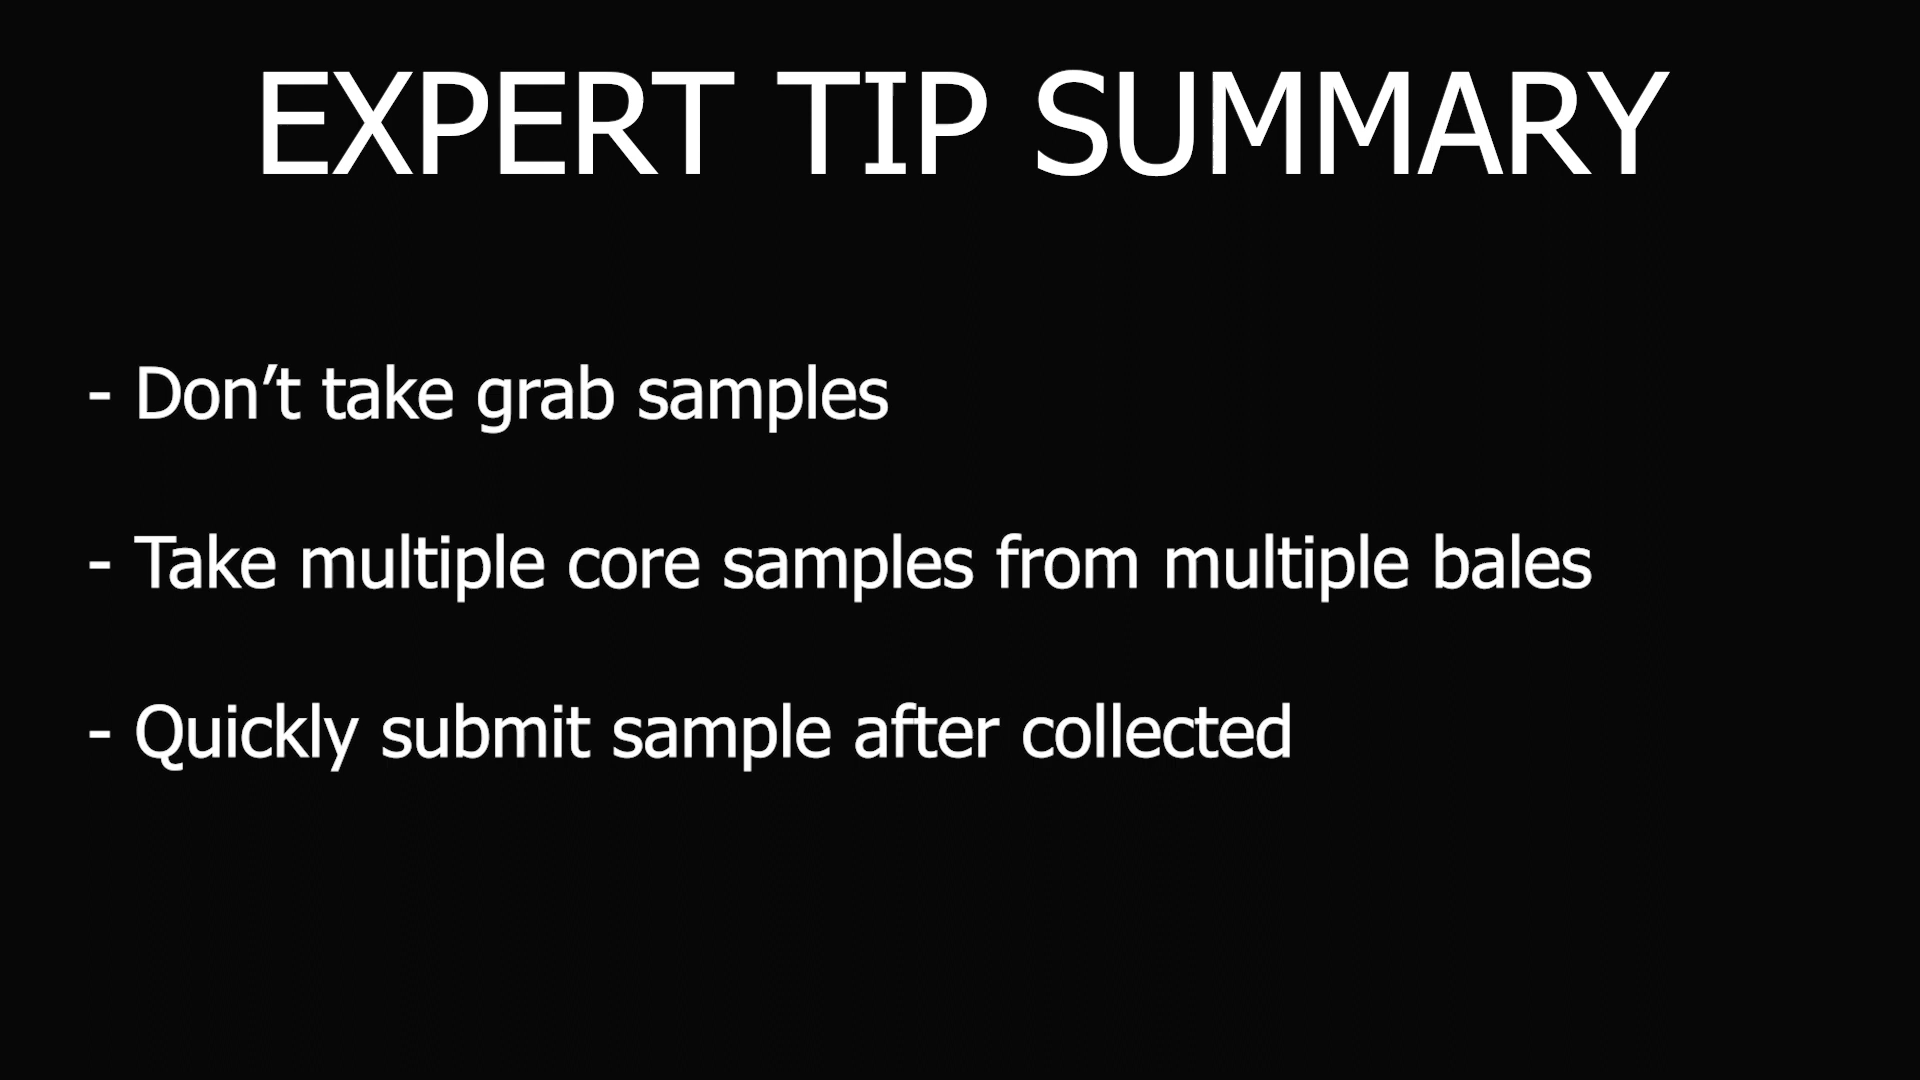 EXPERT TIP SUMMARY
- Don’t take grab samples
- Take multiple core samples from multiple bales
- Quickly submit sample after collected